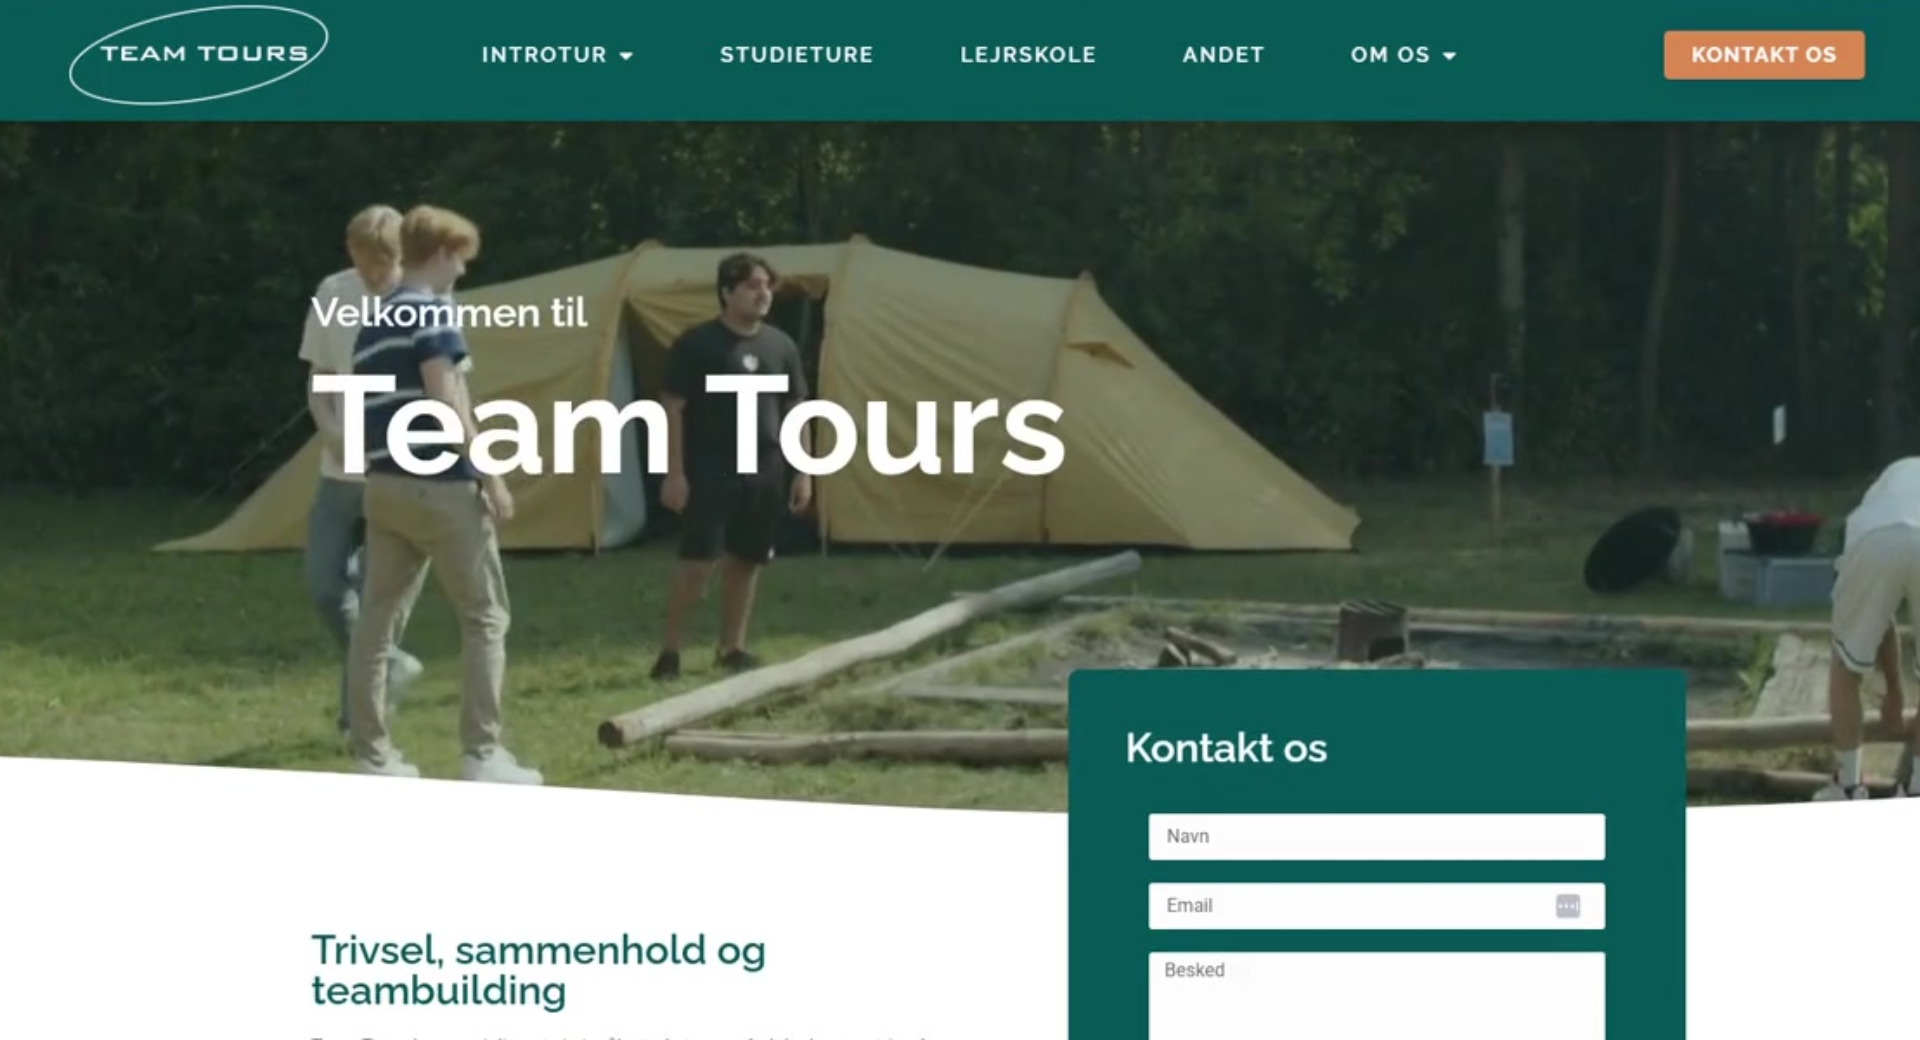 TEAM TOURS
INTROTUR
STUDIETURE
LEJRSKOLE
ANDET
OM OS
KONTAKT OS
Velkommen til
Team Tours
Kontakt os
Navn
Email
Besked
Trivsel, sammenhold og
teambuilding